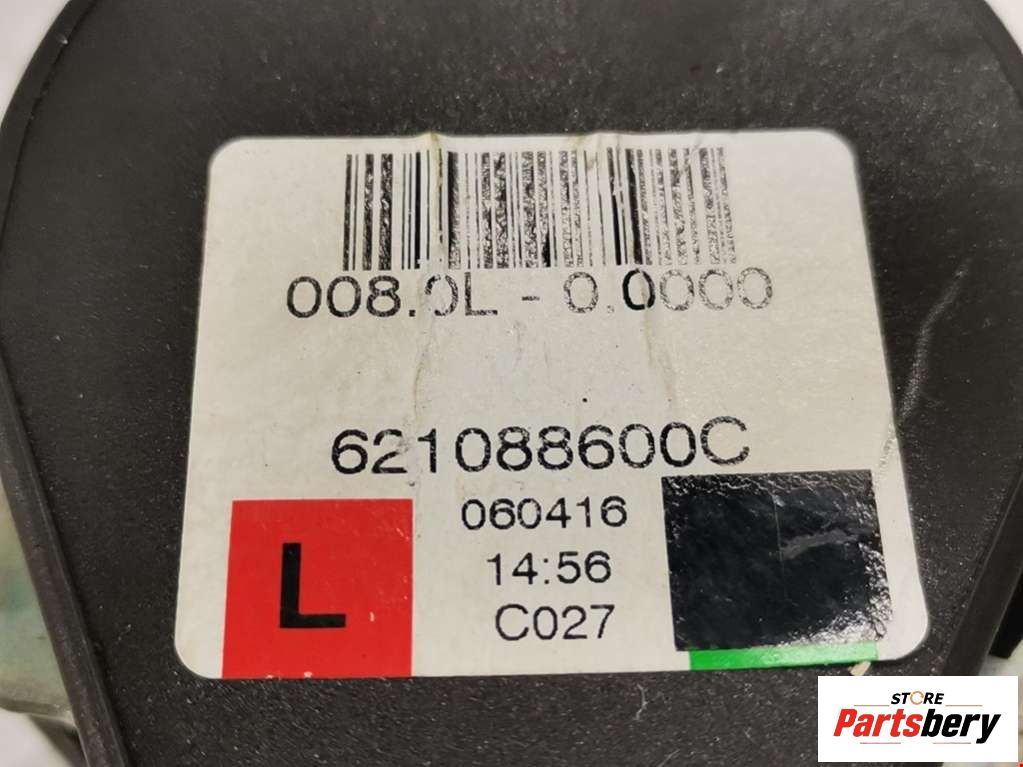 008.0L - 0.0000
621088600C
060416
14:56
L
C027
STORE
Partsbery